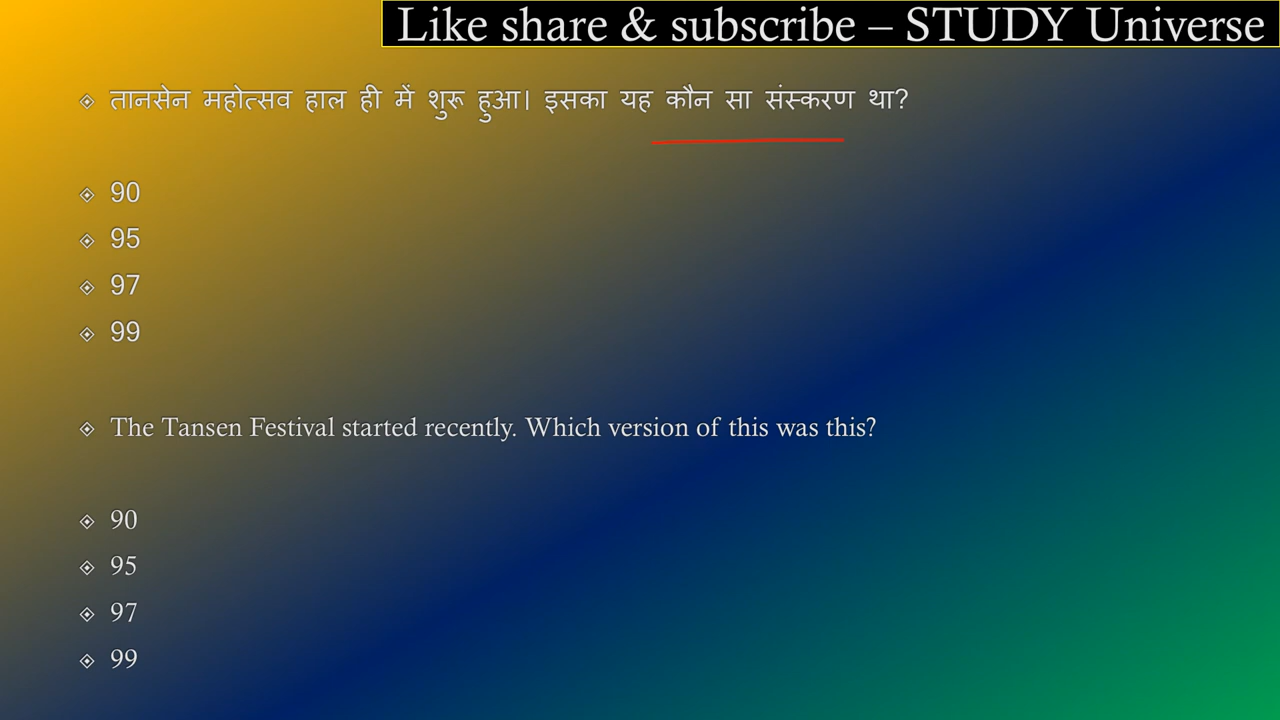 Like share & subscribe – STUDY Universe
तानसेन महोत्सव हाल ही में शुरू हुआ। इसका यह कौन सा संस्करण था?
90
95
97
99
The Tansen Festival started recently. Which version of this was this?
90
95
97
99